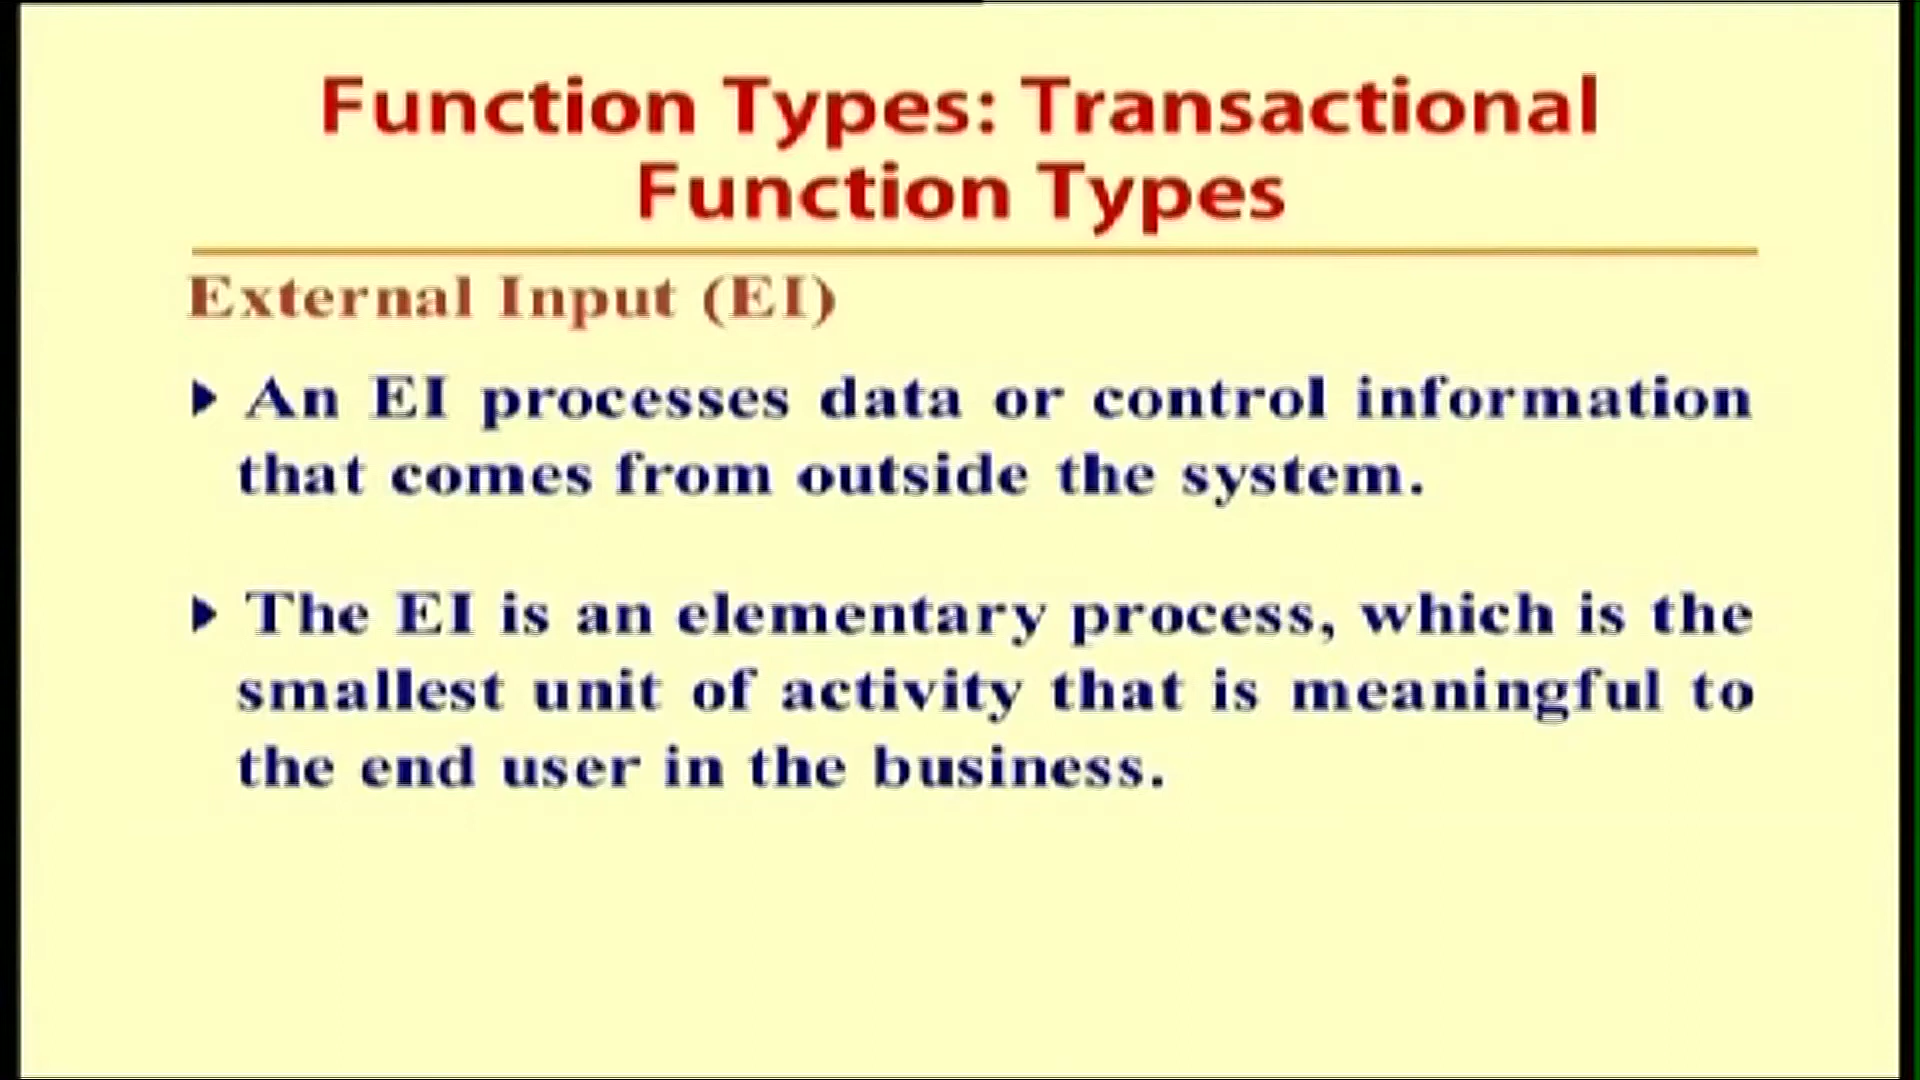 Function Types: Transactional
Function Types
External Input (EI)
An EI processes data or control information
that comes from outside the system.
The EI is an elementary process, which is the
smallest unit of activity that is meaningful to
the end user in the business.